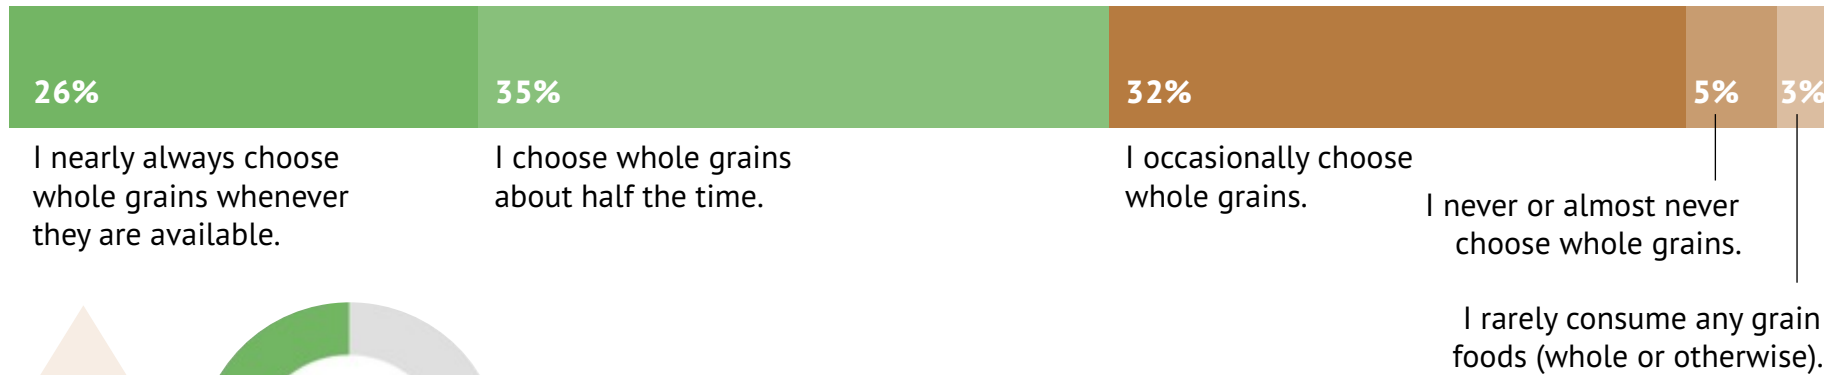 26%
35%
32%
5%
3%
I nearly always choose
whole grains whenever
they are available.
I choose whole grains
about half the time.
I occasionally choose
whole grains.
I never or almost never
choose whole grains.
I rarely consume any grain
foods (whole or otherwise).